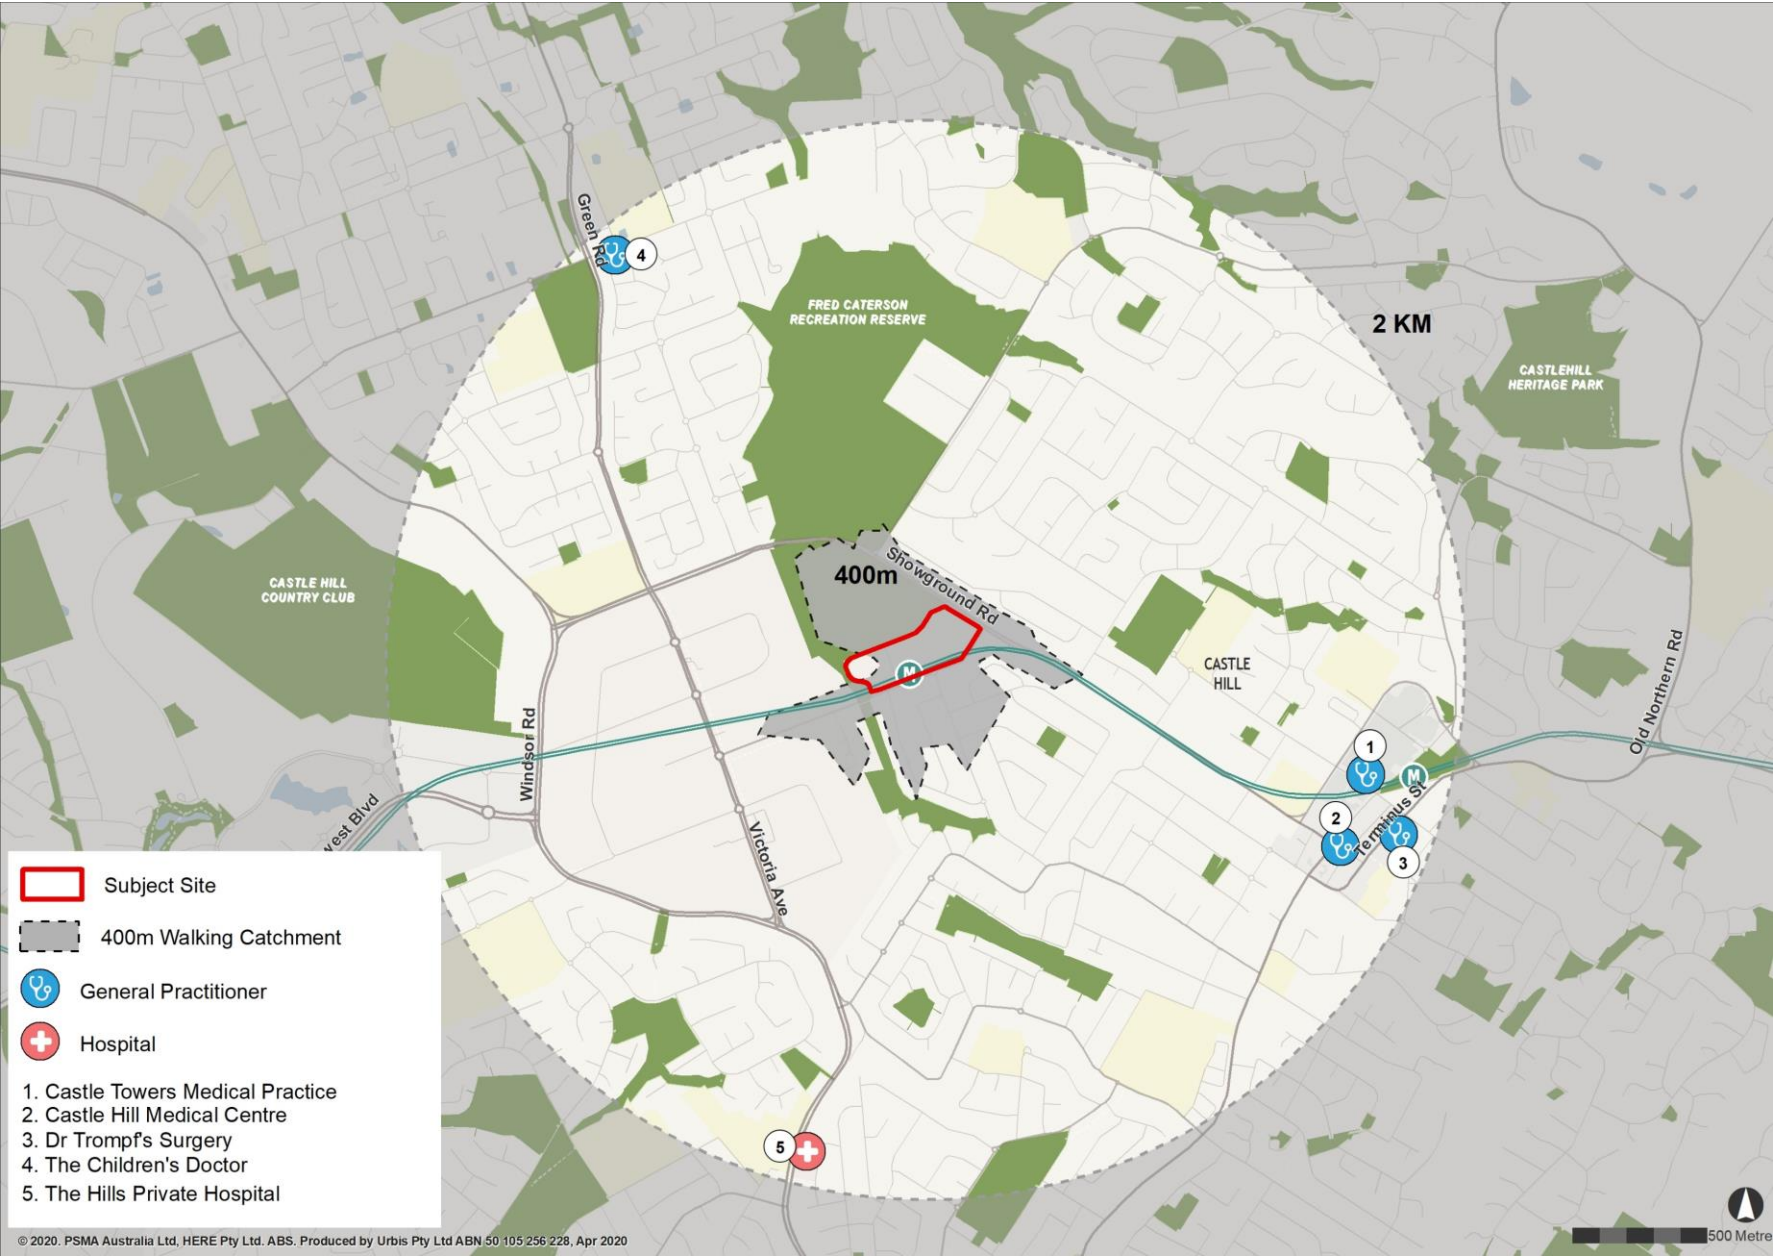 Green Rd
4
FRED CATERSON
RECREATION RESERVE
2 KM
CASTLEHILL
HERITAGE PARK
CASTLE HILL
COUNTRY CLUB
400m
Showground Rd
M
CASTLE
HILL
Old Northern Rd
Windsor Rd
1
M
2
Terminus St
3
west Blvd
Victoria Ave
Subject Site
400m Walking Catchment
General Practitioner
Hospital
1. Castle Towers Medical Practice
2. Castle Hill Medical Centre
3. Dr Trompf's Surgery
4. The Children's Doctor
5. The Hills Private Hospital
5
© 2020. PSMA Australia Ltd, HERE Pty Ltd. ABS. Produced by Urbis Pty Ltd ABN 50 105 256 228, Apr 2020
500 Metre